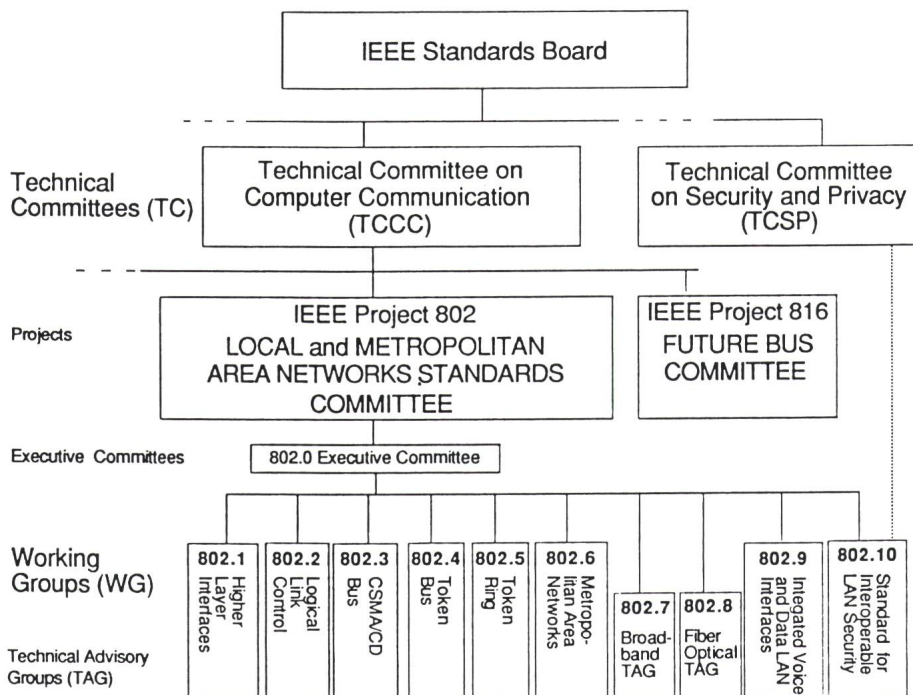 IEEE Standards Board
Technical
Committees (TC)
Technical Committee on
Computer Communication
(TCCC)
Technical Committee
on Security and Privacy
(TCSP)
Projects
IEEE Project 802
LOCAL and METROPOLITAN
AREA NETWORKS STANDARDS
COMMITTEE
IEEE Project 816
FUTURE BUS
COMMITTEE
Executive Committees
802.0 Executive Committee
Working
Groups (WG)
Technical Advisory
Groups (TAG)
802.1
Higher
Layer
Interfaces
802.2
Logical
Link
Control
802.3
CSMA/CD
Bus
802.4
Token
Bus
802.5
Token
Ring
802.6
Metropo-
litan Area
Networks
802.7
Broad-
band
TAG
802.8
Fiber
Optical
TAG
802.9
Integated Voice
and Data LAN
Interfaces
802.10
Standard for
Interoperable
LAN Security